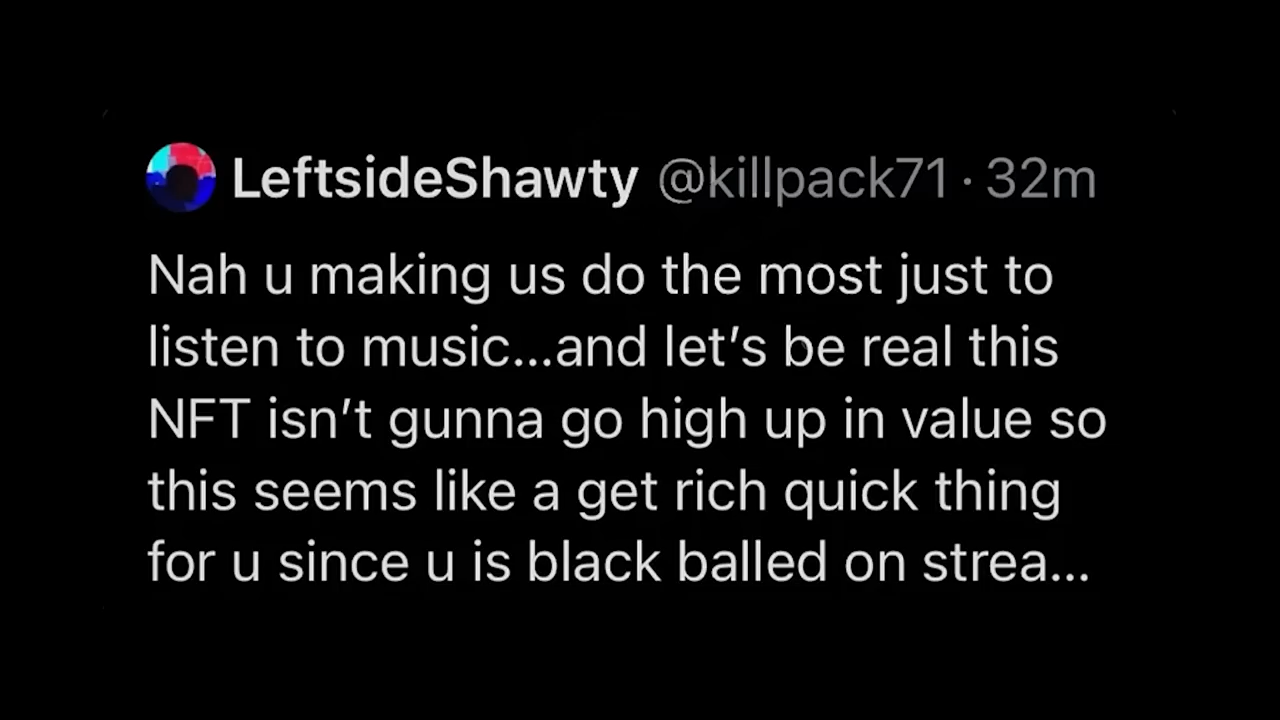 LeftsideShawty @killpack71 · 32m
Nah u making us do the most just to
listen to music...and let’s be real this
NFT isn’t gunna go high up in value so
this seems like a get rich quick thing
for u since u is black balled on strea...